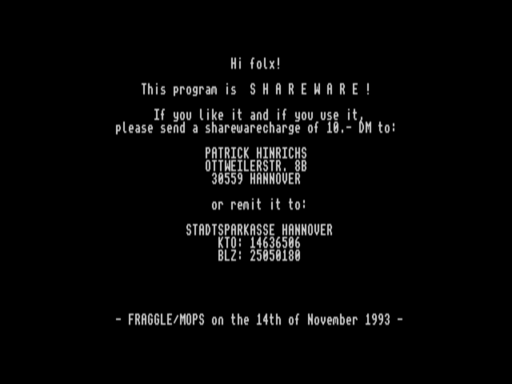 Hi folx!
This program is S H A R E W A R E !
If you like it and if you use it,
please send a sharewarecharge of 10.- DM to:
PATRICK HINRICHS
OTTWEILERSTR. 8B
30559 HANNOVER
or remit it to:
STADTSPARKASSE HANNOVER
KTO: 14636506
BLZ: 25050180
- FRAGGLE/MOPS on the 14th of November 1993 -